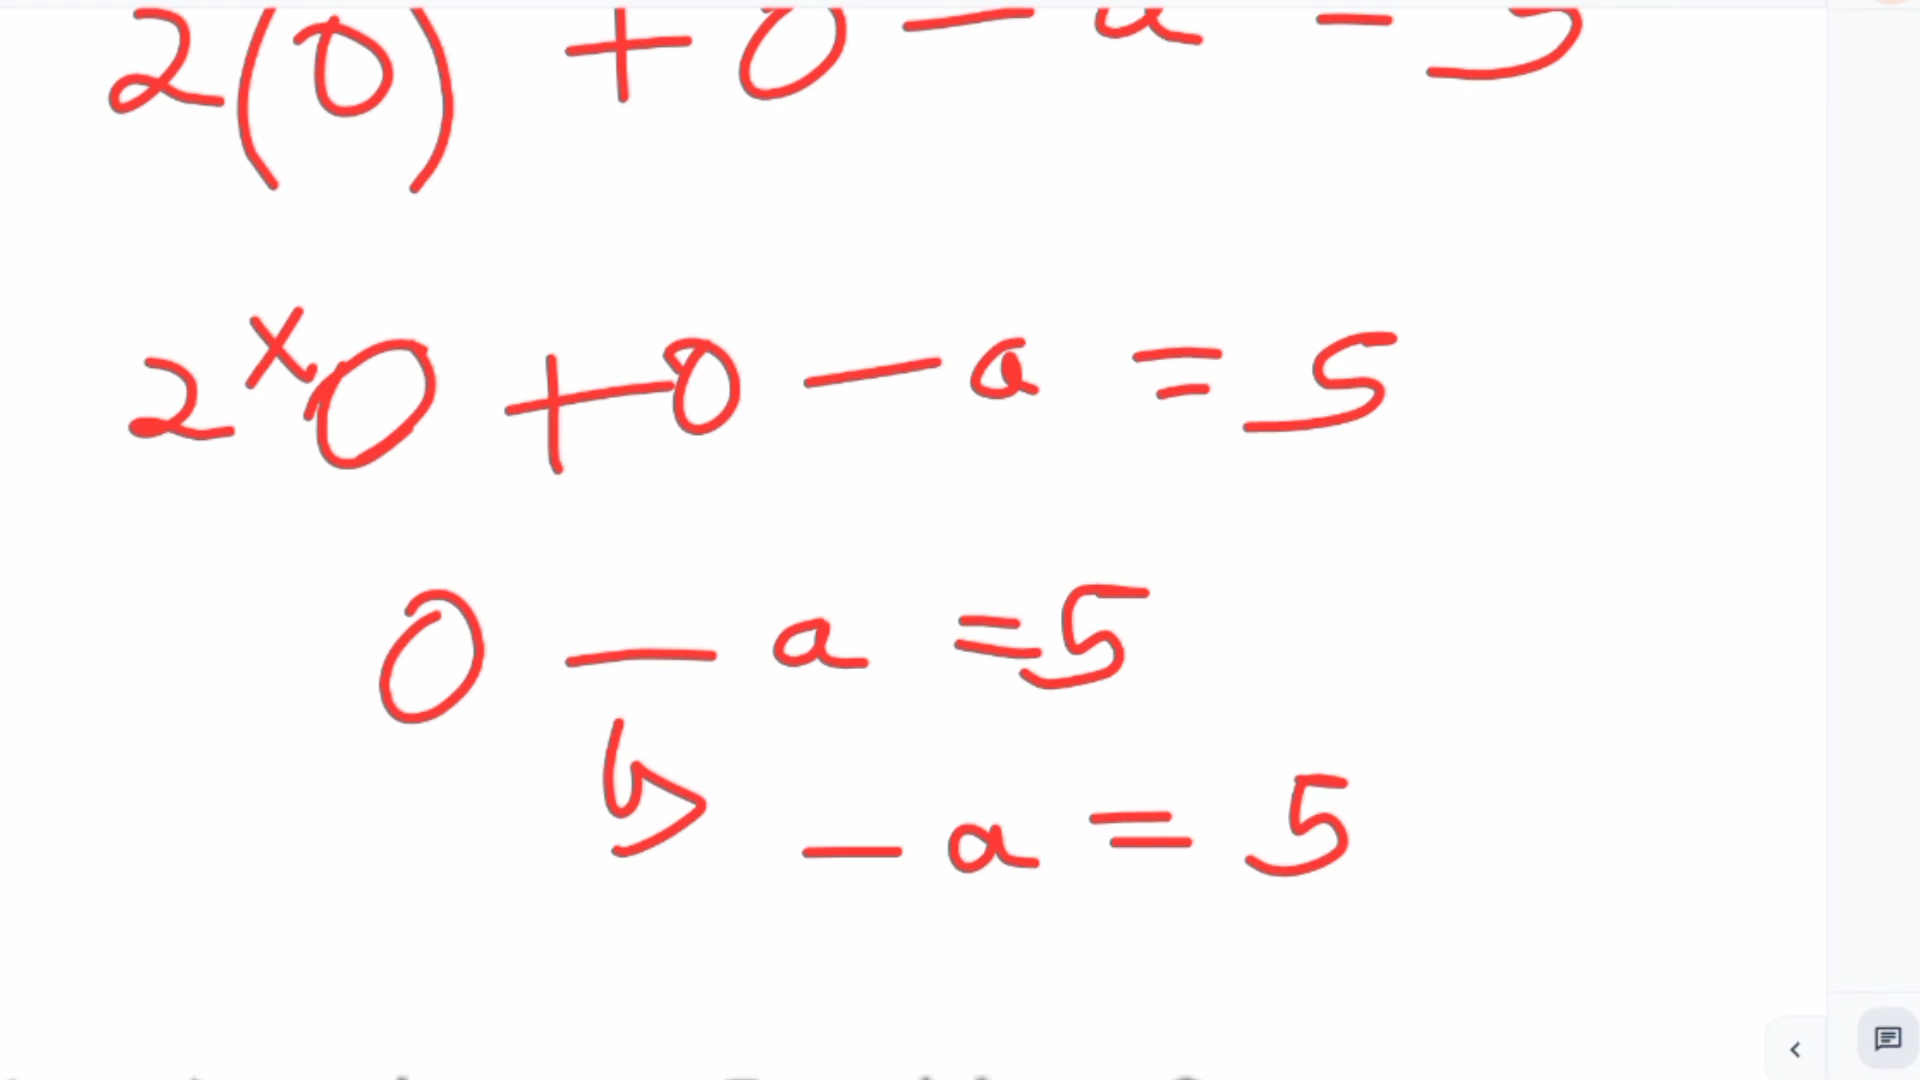 2(0) + 0 - a = 5
2 × 0 + 0 - a = 5
0 - a = 5
- a = 5